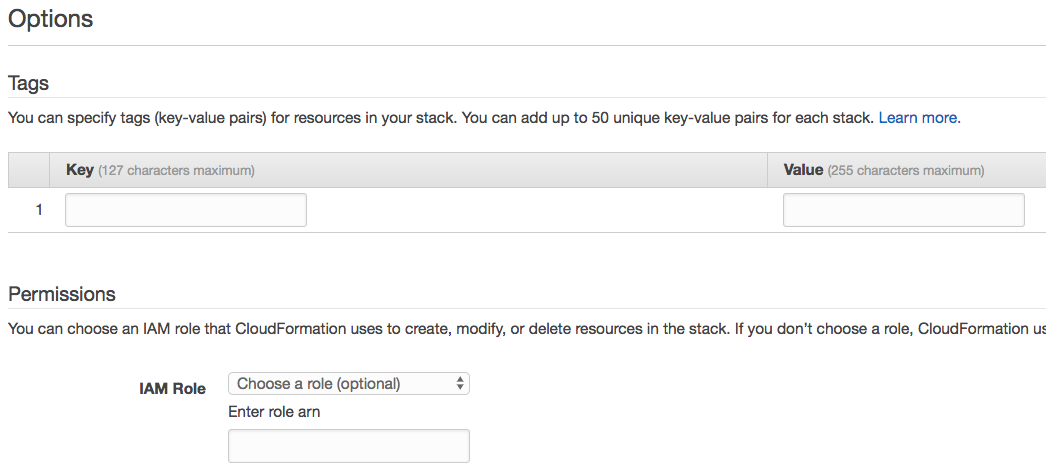 Options
Tags
You can specify tags (key-value pairs) for resources in your stack. You can add up to 50 unique key-value pairs for each stack. Learn more.
Key (127 characters maximum) Value (255 characters maximum)
1
Permissions
You can choose an IAM role that CloudFormation uses to create, modify, or delete resources in the stack. If you don't choose a role, CloudFormation us
IAM Role Choose a role (optional)
Enter role arn